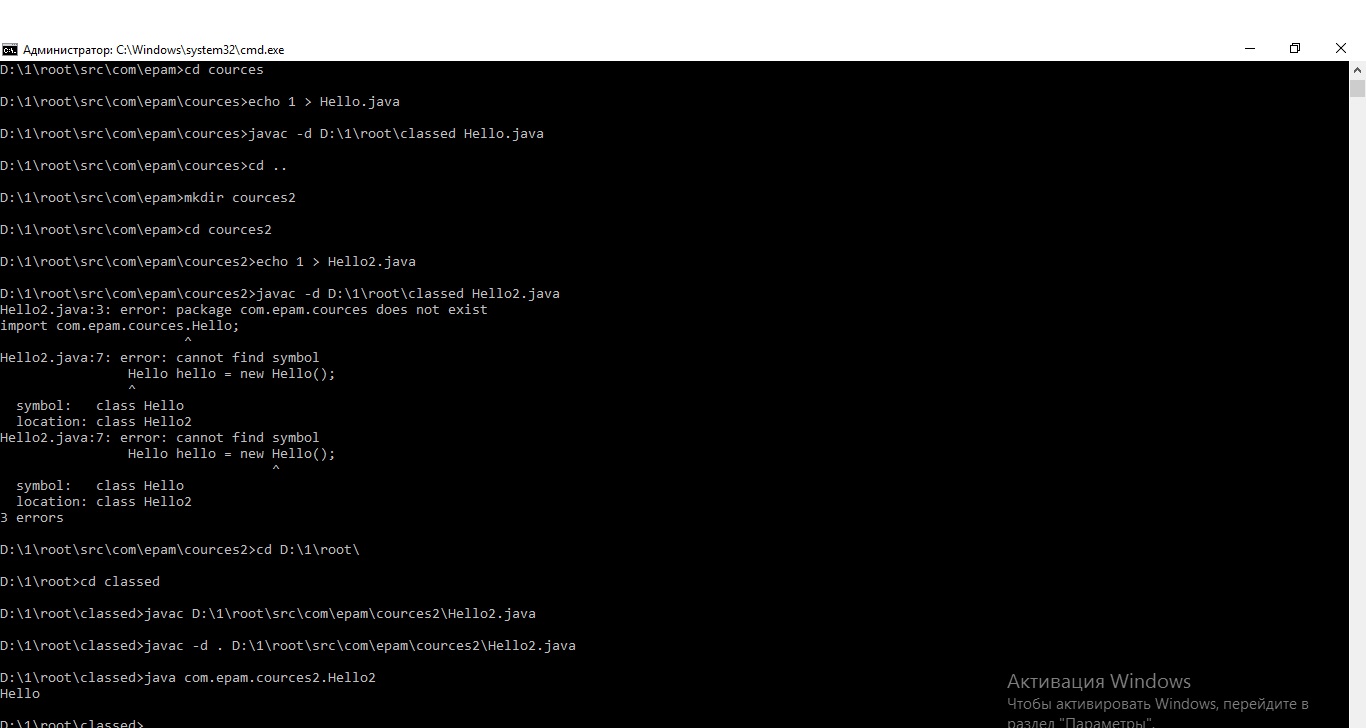 Администратор: C:\Windows\system32\cmd.exe
D:\1\root\src\com\epam>cd cources
D:\1\root\src\com\epam\cources>echo 1 > Hello.java
D:\1\root\src\com\epam\cources>javac -d D:\1\root\classed Hello.java
D:\1\root\src\com\epam\cources>cd ..
D:\1\root\src\com\epam>mkdir cources2
D:\1\root\src\com\epam>cd cources2
D:\1\root\src\com\epam\cources2>echo 1 > Hello2.java
D:\1\root\src\com\epam\cources2>javac -d D:\1\root\classed Hello2.java
Hello2.java:3: error: package com.epam.cources does not exist
import com.epam.cources.Hello;
^
Hello2.java:7: error: cannot find symbol
Hello hello = new Hello();
^
symbol:   class Hello
location: class Hello2
Hello2.java:7: error: cannot find symbol
Hello hello = new Hello();
^
symbol:   class Hello
location: class Hello2
3 errors
D:\1\root\src\com\epam\cources2>cd D:\1\root\
D:\1\root>cd classed
D:\1\root\classed>javac D:\1\root\src\com\epam\cources2\Hello2.java
D:\1\root\classed>javac -d . D:\1\root\src\com\epam\cources2\Hello2.java
D:\1\root\classed>java com.epam.cources2.Hello2
Hello
D:\1\root\classed>
Активация Windows
Чтобы активировать Windows, перейдите в
раздел "Параметры".